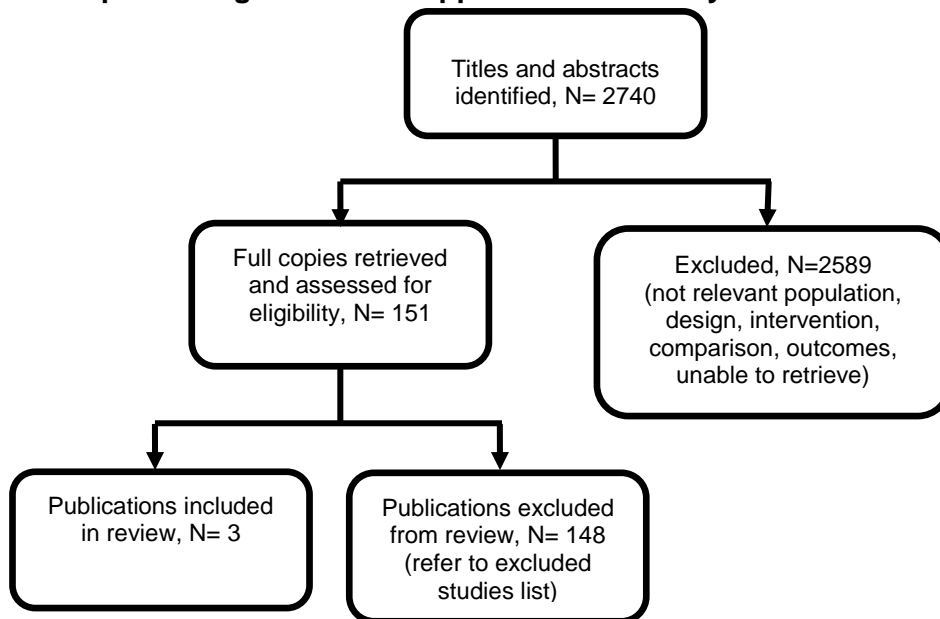 Titles and abstracts
identified, N= 2740
Full copies retrieved
and assessed for
eligibility, N= 151
Excluded, N=2589
(not relevant population,
design, intervention,
comparison, outcomes,
unable to retrieve)
Publications included
in review, N= 3
Publications excluded
from review, N= 148
(refer to excluded
studies list)